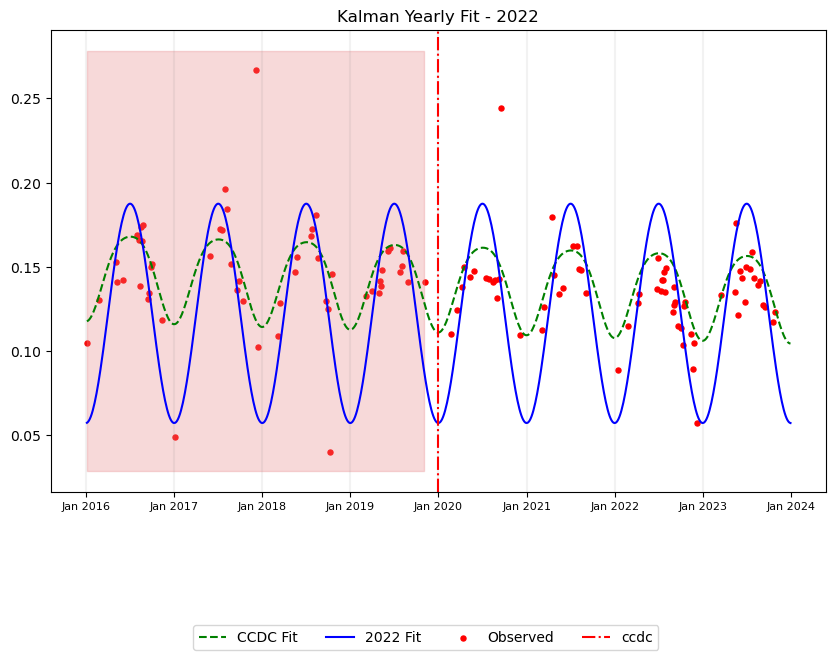 Kalman Yearly Fit - 2022
0.25
0.20
0.15
0.10
0.05
Jan 2016 Jan 2017 Jan 2018 Jan 2019 Jan 2020 Jan 2021 Jan 2022 Jan 2023 Jan 2024
CCDC Fit 2022 Fit Observed ccdc